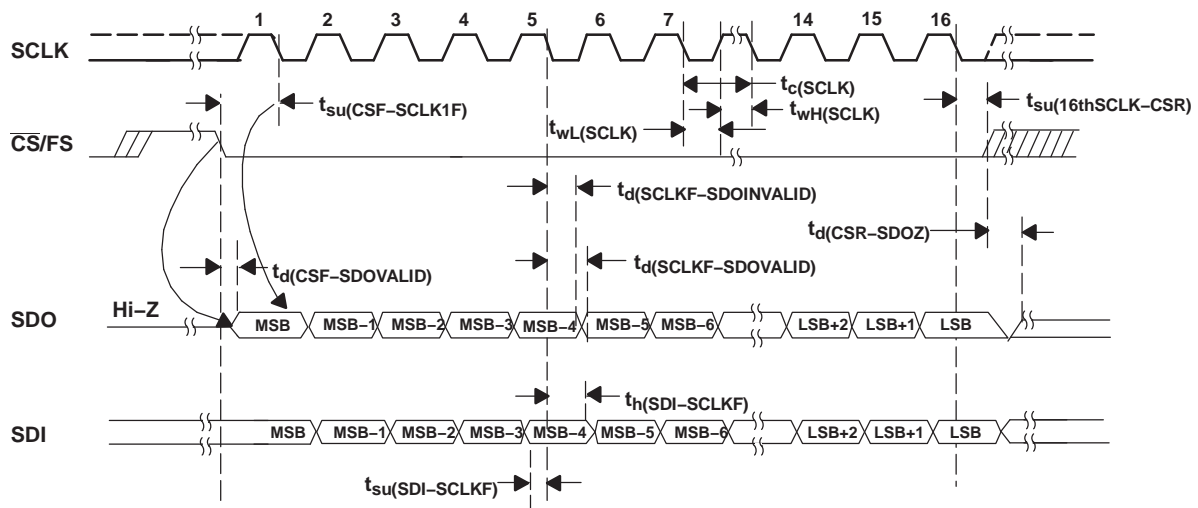 1 2 3 4 5 6 7 14 15 16
SCLK
tc(SCLK)
tsu(CSF−SCLK1F)
twH(SCLK)
tsu(16thSCLK−CSR)
twL(SCLK)
CS/FS
td(SCLKF−SDOINVALID)
td(CSR−SDOZ)
td(CSF−SDOVALID)
td(SCLKF−SDOVALID)
Hi−Z
SDO
MSB MSB−1 MSB−2 MSB−3 MSB−4 MSB−5 MSB−6 LSB+2 LSB+1 LSB
th(SDI−SCLKF)
SDI
MSB MSB−1 MSB−2 MSB−3 MSB−4 MSB−5 MSB−6 LSB+2 LSB+1 LSB
tsu(SDI−SCLKF)